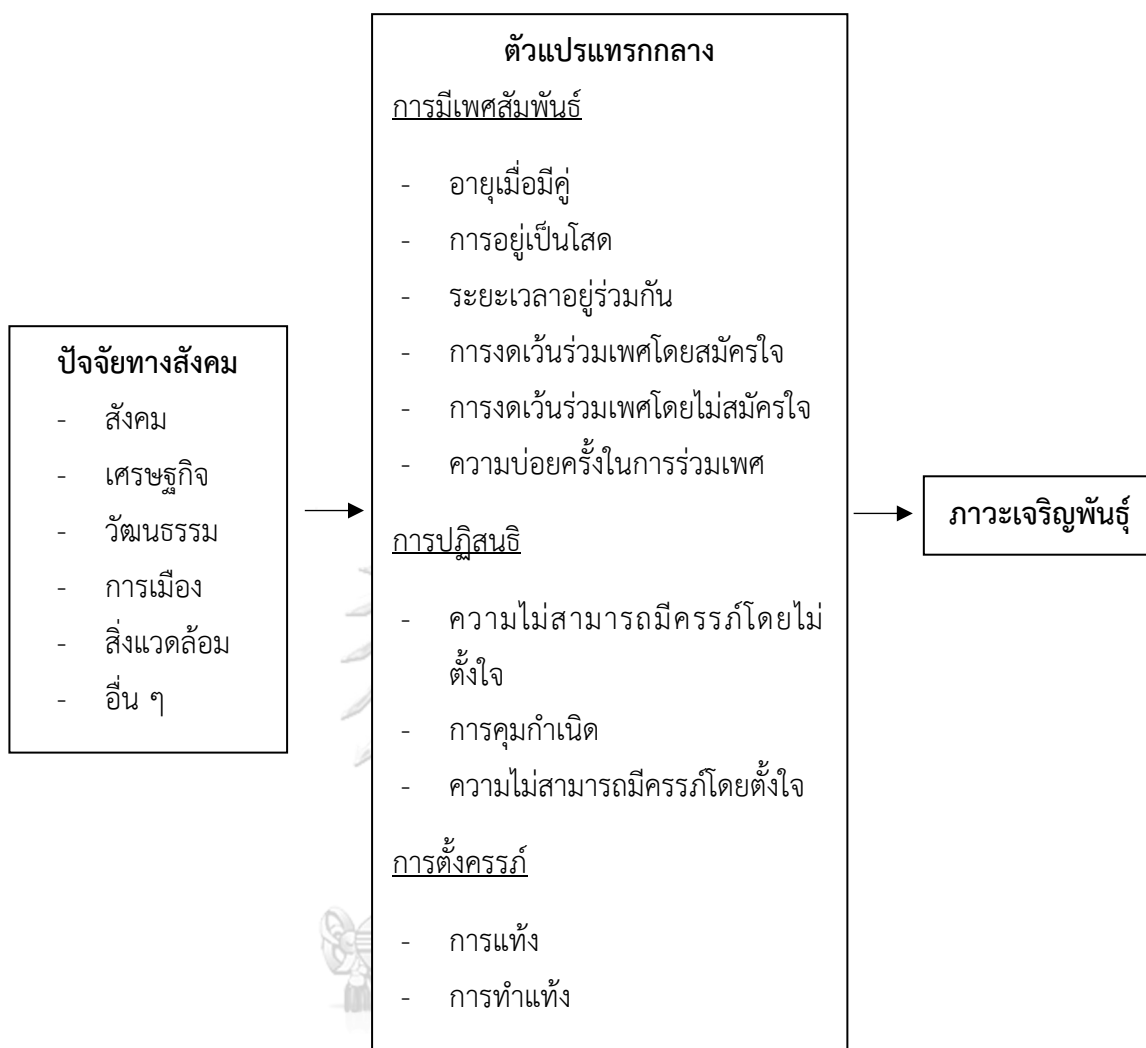 ปัจจัยทางสังคม
- สังคม
- เศรษฐกิจ
- วัฒนธรรม
- การเมือง
- สิ่งแวดล้อม
- อื่น ๆ
ตัวแปรแทรกกลาง
การมีเพศสัมพันธ์
- อายุเมื่อมีคู่
- การอยู่เป็นโสด
- ระยะเวลาอยู่ร่วมกัน
- การงดเว้นร่วมเพศโดยสมัครใจ
- การงดเว้นร่วมเพศโดยไม่สมัครใจ
- ความบ่อยครั้งในการร่วมเพศ
การปฏิสนธิ
- ความไม่สามารถมีครรภ์โดยไม่
ตั้งใจ
- การคุมกำเนิด
- ความไม่สามารถมีครรภ์โดยตั้งใจ
การตั้งครรภ์
- การแท้ง
- การทำแท้ง
ภาวะเจริญพันธุ์